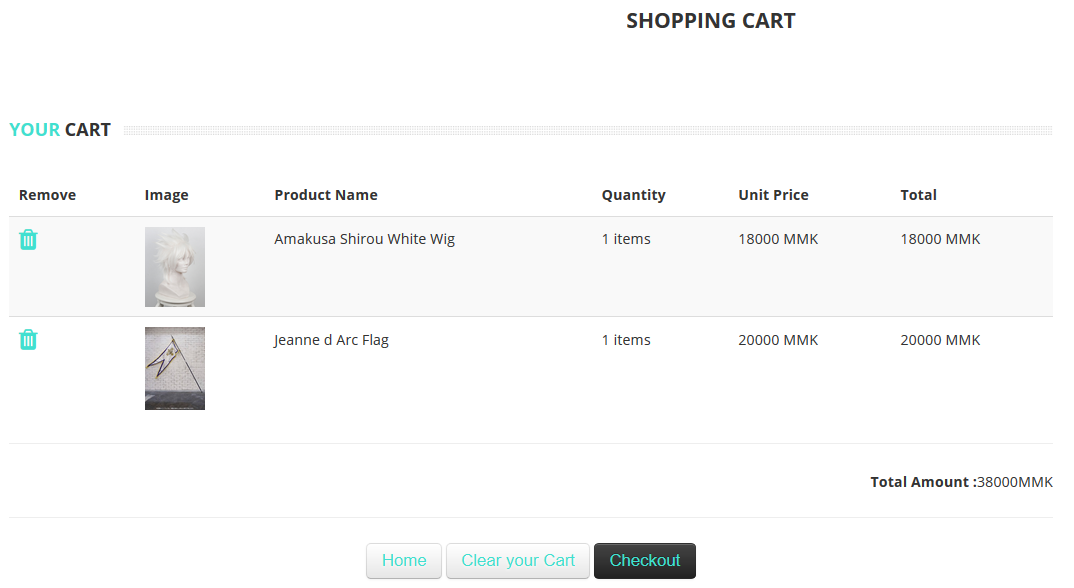 SHOPPING CART
YOUR CART
Remove Image Product Name Quantity Unit Price Total
Amakusa Shirou White Wig 1 items 18000 MMK 18000 MMK
Jeanne d Arc Flag 1 items 20000 MMK 20000 MMK
Total Amount :38000MMK
Home Clear your Cart Checkout